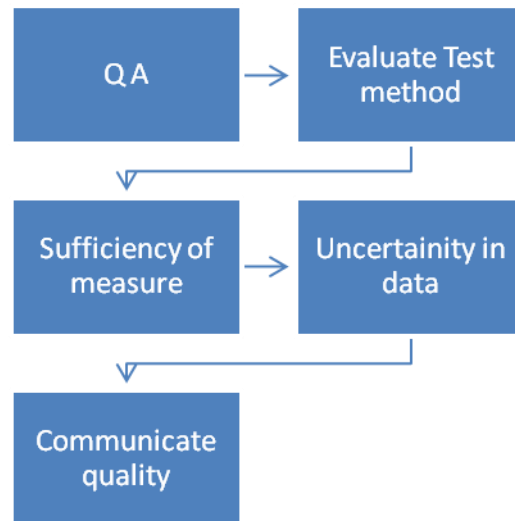 Q A
Evaluate Test
method
Sufficiency of
measure
Uncertainity in
data
Communicate
quality